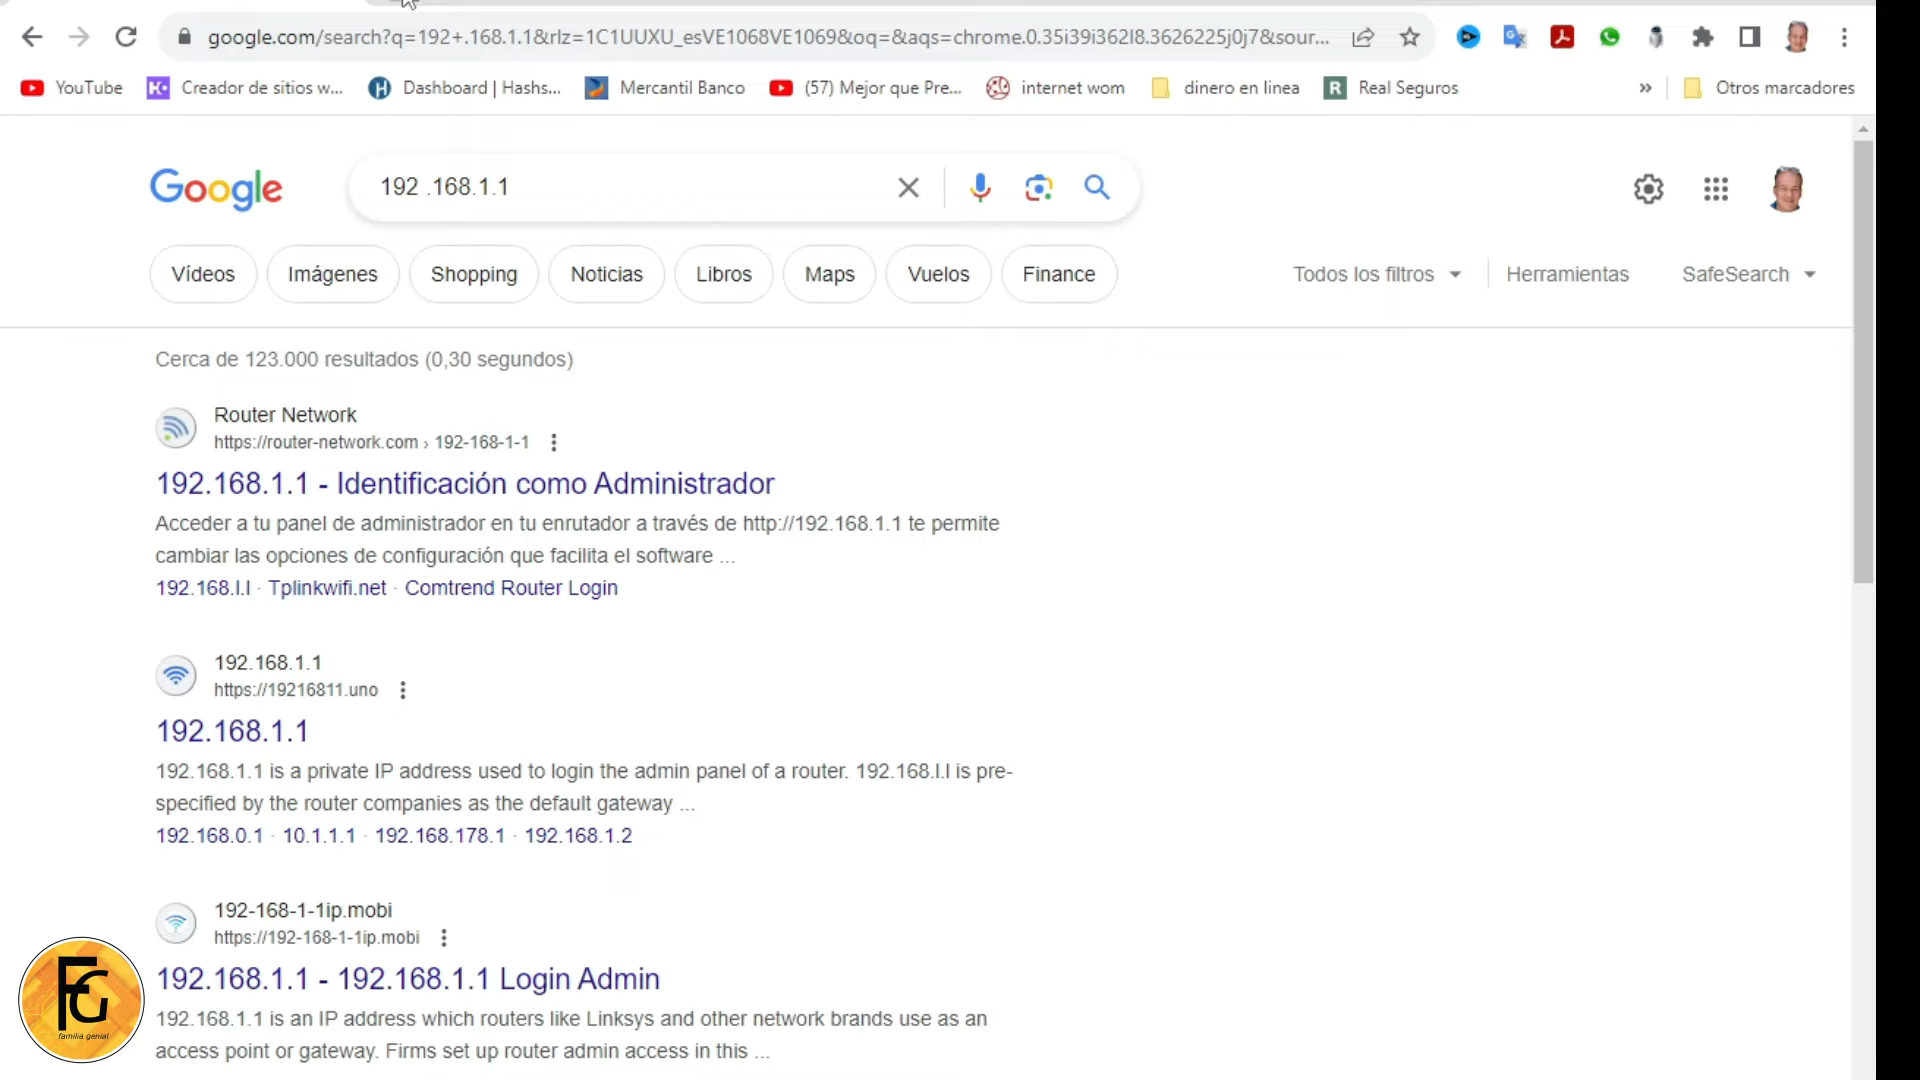 google.com/search?q=192+.168.1.1&rlz=1C1UUXU_esVE1068VE1069&oq=&aqs=chrome.0.35i39i362l8.3626225j0j7&sour...
YouTube
Creador de sitios w...
Dashboard | Hashs...
Mercantil Banco
(57) Mejor que Pre...
internet wom
dinero en linea
R
Real Seguros
»
Otros marcadores
Google
192 .168.1.1
Vídeos
Imágenes
Shopping
Noticias
Libros
Maps
Vuelos
Finance
Todos los filtros
Herramientas
SafeSearch
Cerca de 123.000 resultados (0,30 segundos)
Router Network
https://router-network.com › 192-168-1-1
192.168.1.1 - Identificación como Administrador
Acceder a tu panel de administrador en tu enrutador a través de http://192.168.1.1 te permite
cambiar las opciones de configuración que facilita el software ...
192.168.l.l · Tplinkwifi.net · Comtrend Router Login
192.168.1.1
https://19216811.uno
192.168.1.1
192.168.1.1 is a private IP address used to login the admin panel of a router. 192.168.l.l is pre-
specified by the router companies as the default gateway ...
192.168.0.1 · 10.1.1.1 · 192.168.178.1 · 192.168.1.2
192-168-1-1ip.mobi
https://192-168-1-1ip.mobi
192.168.1.1 - 192.168.1.1 Login Admin
192.168.1.1 is an IP address which routers like Linksys and other network brands use as an
access point or gateway. Firms set up router admin access in this ...
FG
familia genial